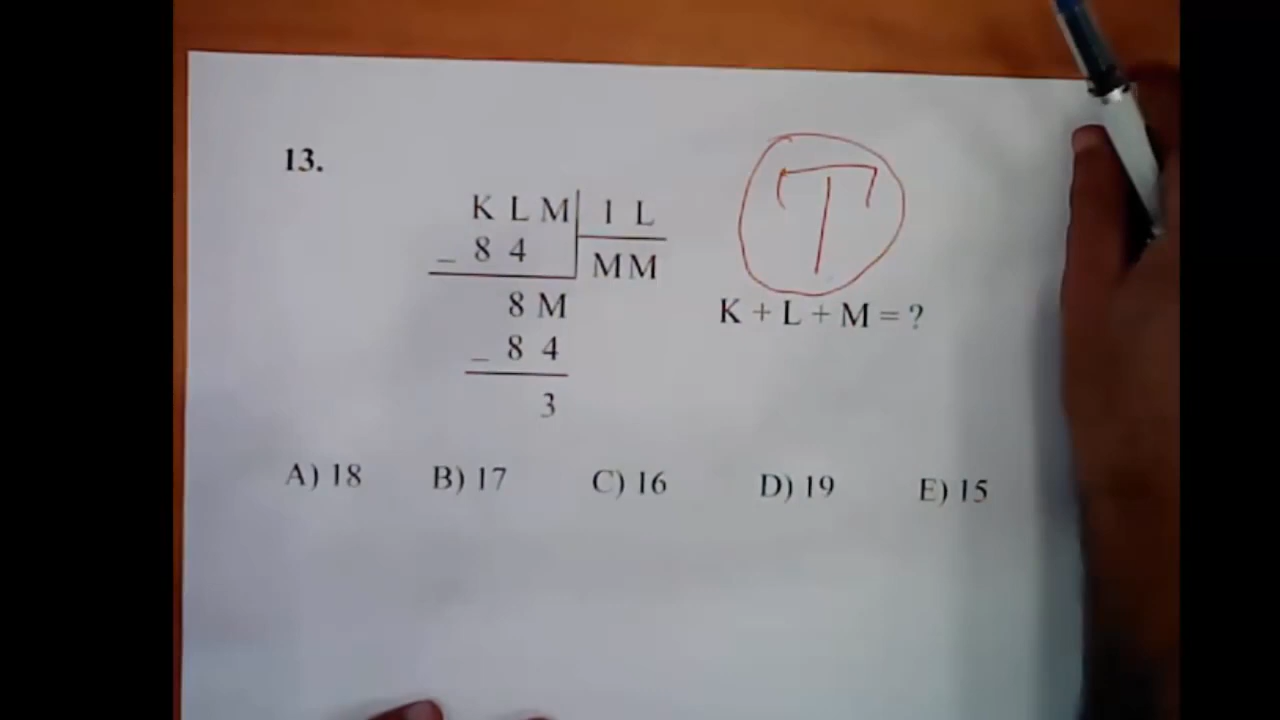 13.
K L M 1 L
_ 8 4 M M
8 M
_ 8 4
3
T
K + L + M = ?
A) 18 B) 17 C) 16 D) 19 E) 15